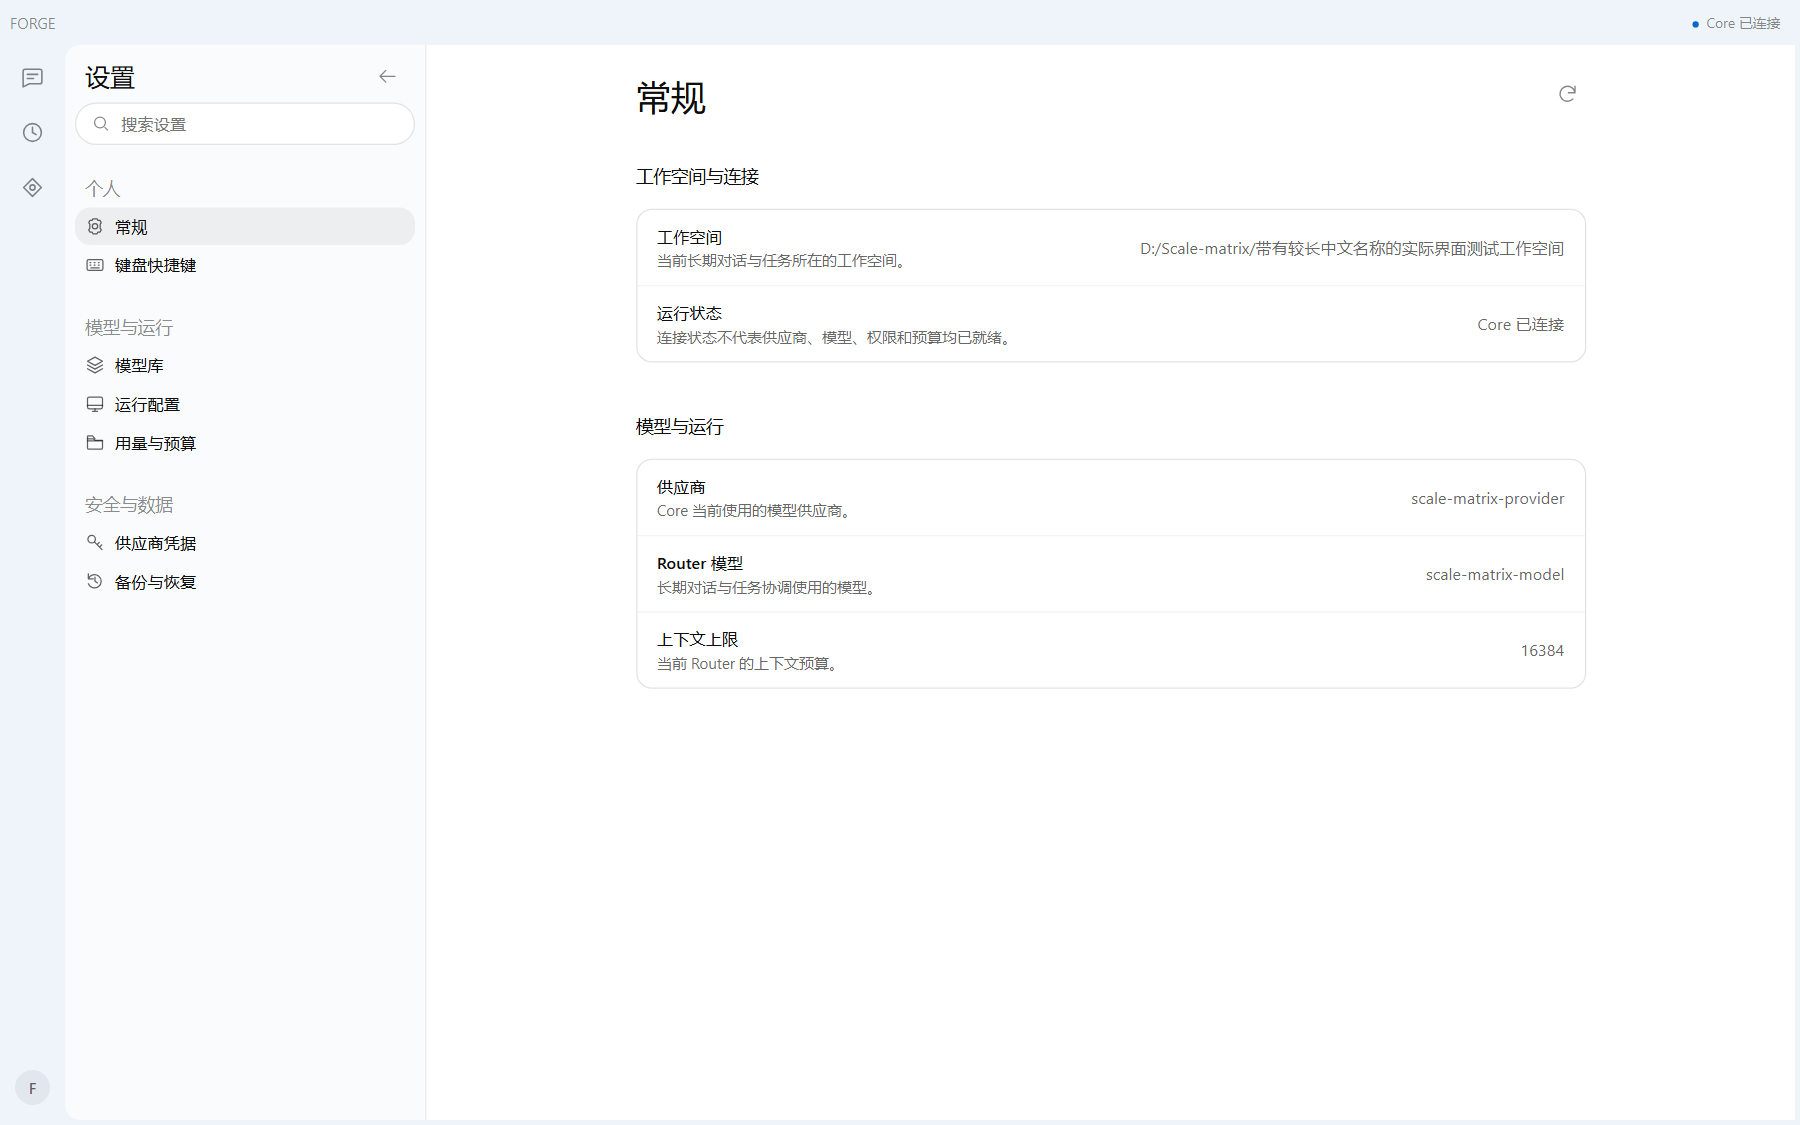 FORGE
Core 已连接
设置
搜索设置
个人
常规
键盘快捷键
模型与运行
模型库
运行配置
用量与预算
安全与数据
供应商凭据
备份与恢复
F
常规
工作空间与连接
工作空间
当前长期对话与任务所在的工作空间。
D:/Scale-matrix/带有较长中文名称的实际界面测试工作空间
运行状态
连接状态不代表供应商、模型、权限和预算均已就绪。
Core 已连接
模型与运行
供应商
Core 当前使用的模型供应商。
scale-matrix-provider
Router 模型
长期对话与任务协调使用的模型。
scale-matrix-model
上下文上限
当前 Router 的上下文预算。
16384